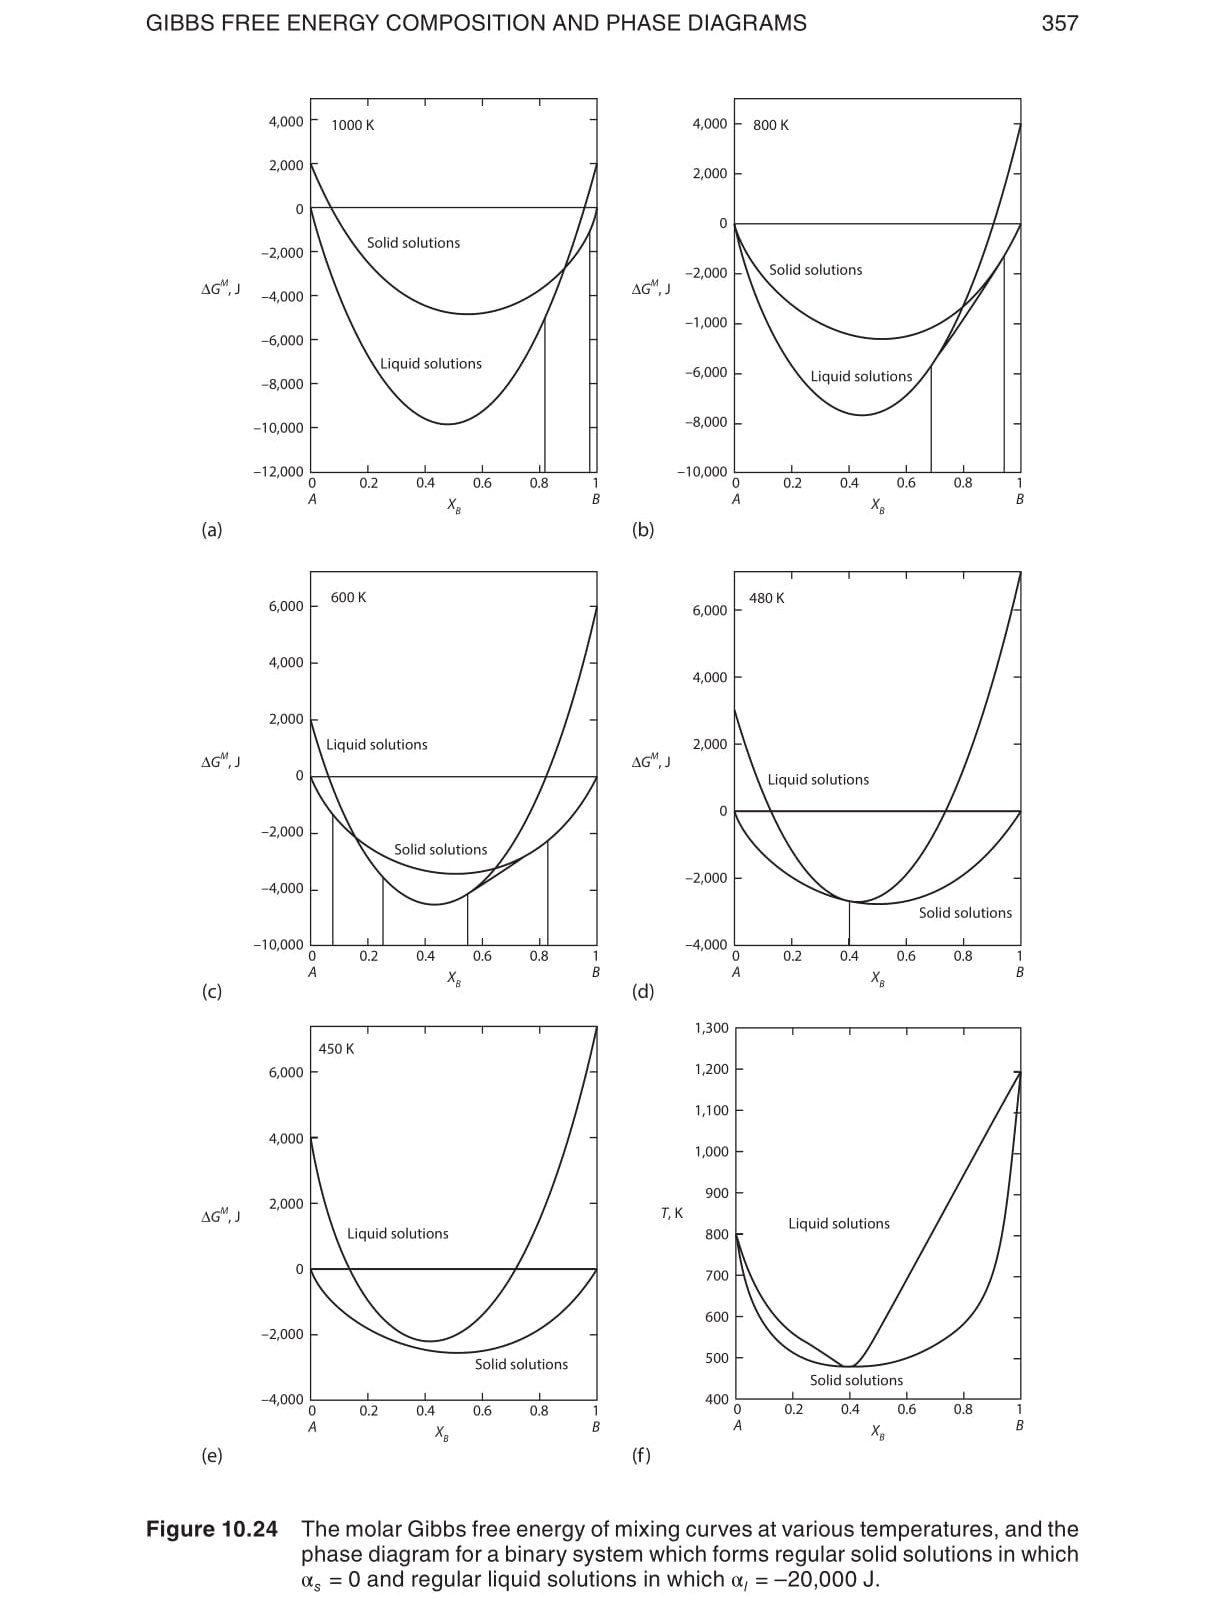 GIBBS FREE ENERGY COMPOSITION AND PHASE DIAGRAMS 357
4,000
2,000
0
−2,000
−4,000
−6,000
−8,000
−10,000
−12,000
1000 K
Solid solutions
Liquid solutions
ΔG^M, J
0 0.2 0.4 0.6 0.8 1
A X_B B
(a)
4,000
2,000
0
−2,000
−1,000
−6,000
−8,000
−10,000
800 K
Solid solutions
Liquid solutions
ΔG^M, J
0 0.2 0.4 0.6 0.8 1
A X_B B
(b)
6,000
4,000
2,000
0
−2,000
−4,000
−10,000
600 K
Liquid solutions
Solid solutions
ΔG^M, J
0 0.2 0.4 0.6 0.8 1
A X_B B
(c)
6,000
4,000
2,000
0
−2,000
−4,000
480 K
Liquid solutions
Solid solutions
ΔG^M, J
0 0.2 0.4 0.6 0.8 1
A X_B B
(d)
6,000
4,000
2,000
0
−2,000
−4,000
450 K
Liquid solutions
Solid solutions
ΔG^M, J
0 0.2 0.4 0.6 0.8 1
A X_B B
(e)
1,300
1,200
1,100
1,000
900
800
700
600
500
400
T, K
Liquid solutions
Solid solutions
0 0.2 0.4 0.6 0.8 1
A X_B B
(f)
Figure 10.24 The molar Gibbs free energy of mixing curves at various temperatures, and the
phase diagram for a binary system which forms regular solid solutions in which
α_s = 0 and regular liquid solutions in which α_l = −20,000 J.